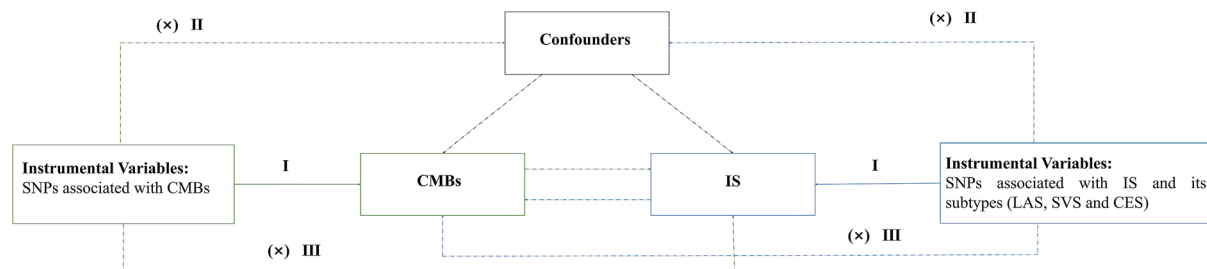 (×) II
(×) II
Confounders
Instrumental Variables:
SNPs associated with CMBs
I
CMBs
IS
I
Instrumental Variables:
SNPs associated with IS and its
subtypes (LAS, SVS and CES)
(×) III
(×) III